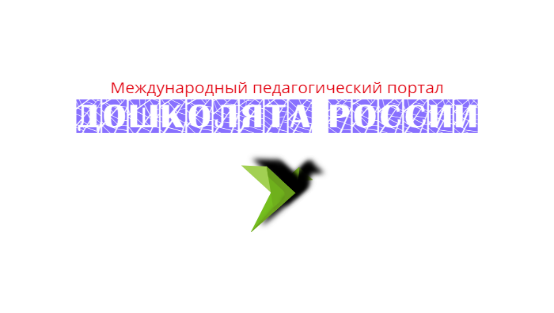 Международный педагогический портал
ДОШКОЛЯТА РОССИИ